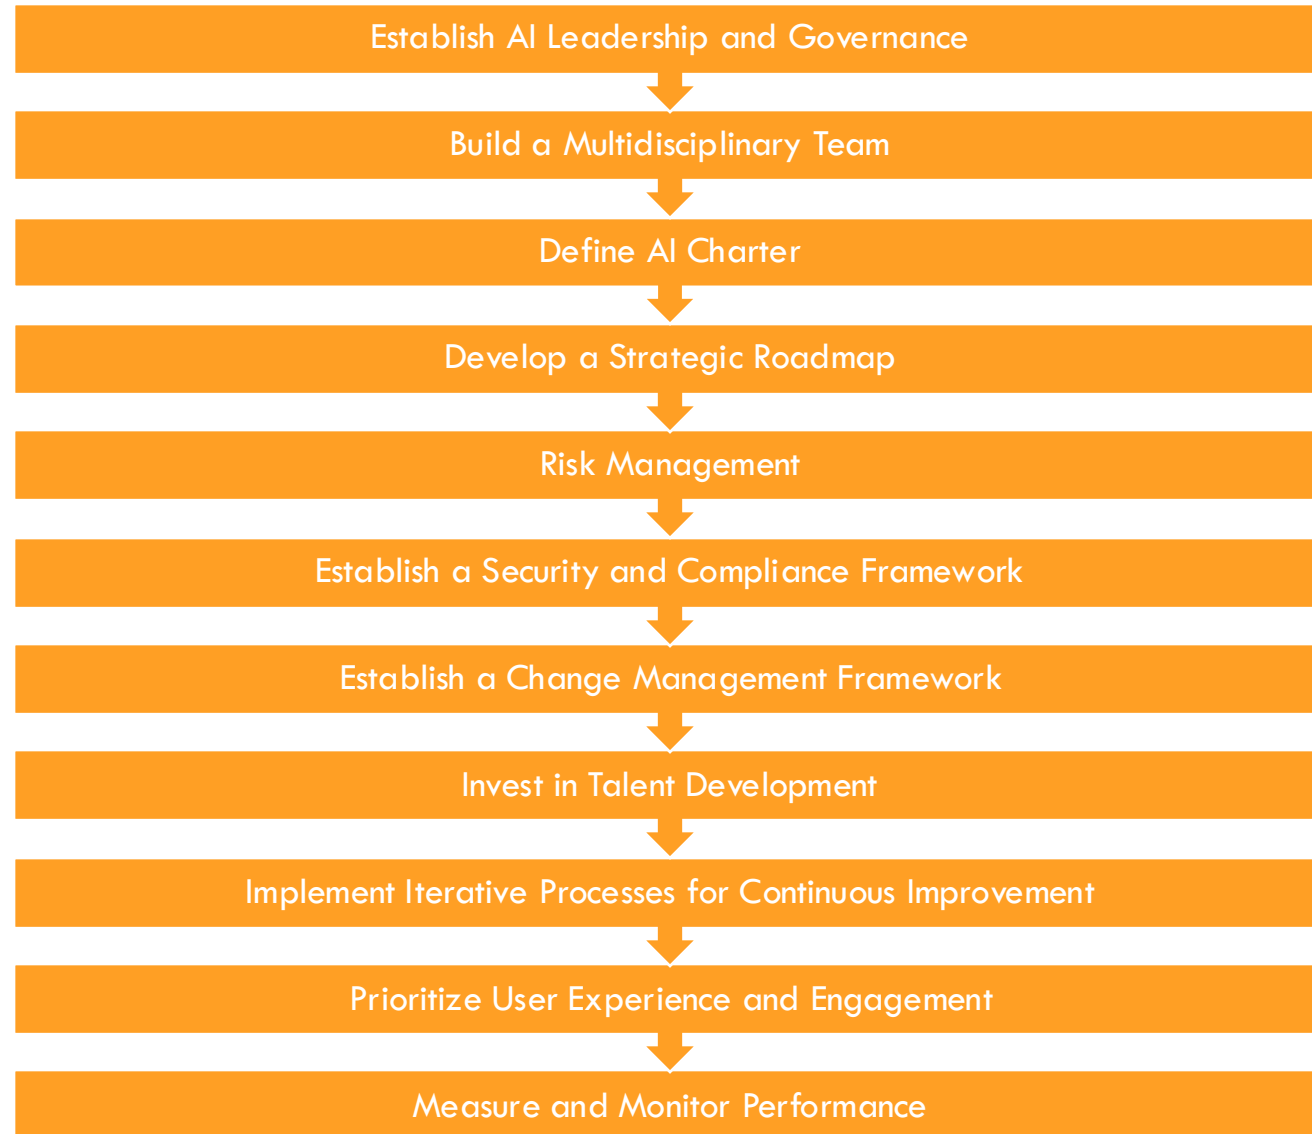 Establish AI Leadership and Governance
Build a Multidisciplinary Team
Define AI Charter
Develop a Strategic Roadmap
Risk Management
Establish a Security and Compliance Framework
Establish a Change Management Framework
Invest in Talent Development
Implement Iterative Processes for Continuous Improvement
Prioritize User Experience and Engagement
Measure and Monitor Performance